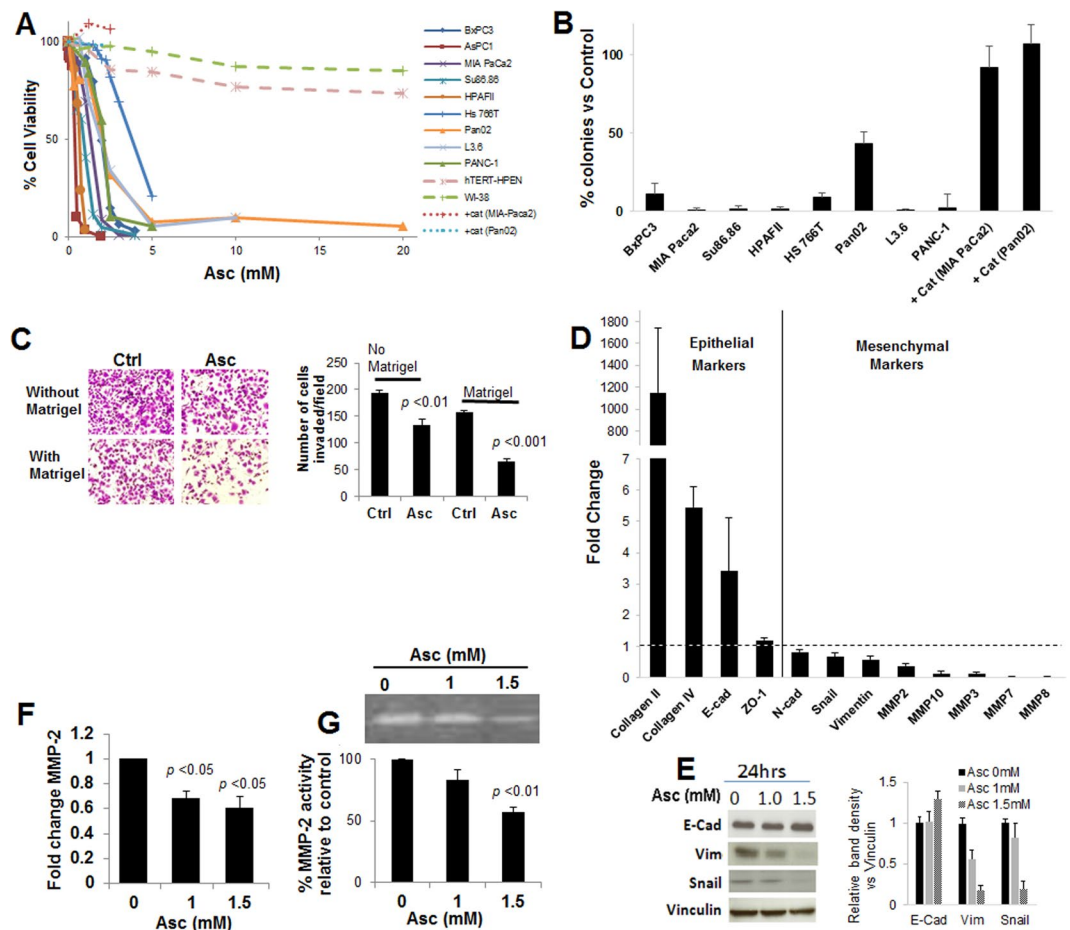 A
% Cell Viability
100
50
0
0 5 10 15 20
Asc (mM)
BxPC3
AsPC1
MIA PaCa2
Su86.86
HPAFII
Hs 766T
Pan02
L3.6
PANC-1
hTERT-HPEN
WI-38
+cat (MIA-Paca2)
+cat (Pan02)
B
% colonies vs Control
100
50
0
BxPC3
MIA Paca2
Su86.86
HPAFII
HS 766T
Pan02
L3.6
PANC-1
+ Cat (MIA PaCa2)
+ Cat (Pan02)
C
Ctrl Asc
Without Matrigel
With Matrigel
Number of cells invaded/field
250
200
150
100
50
0
No Matrigel
p <0.01
Matrigel
p <0.001
Ctrl Asc Ctrl Asc
D
Fold Change
1800
1600
1400
1200
1000
800
7
6
5
4
3
2
1
0
Epithelial Markers
Mesenchymal Markers
Collagen II
Collagen IV
E-cad
ZO-1
N-cad
Snail
Vimentin
MMP2
MMP10
MMP3
MMP7
MMP8
F
Fold change MMP-2
1.2
1
0.8
0.6
0.4
0.2
0
p <0.05
p <0.05
0 1 1.5
Asc (mM)
G
Asc (mM)
0 1 1.5
% MMP-2 activity relative to control
100
50
0
p <0.01
0 1 1.5
Asc (mM)
E
24hrs
Asc (mM) 0 1.0 1.5
E-Cad
Vim
Snail
Vinculin
Relative band density vs Vinculin
1.5
1
0.5
0
Asc 0mM
Asc 1mM
Asc 1.5mM
E-Cad Vim Snail